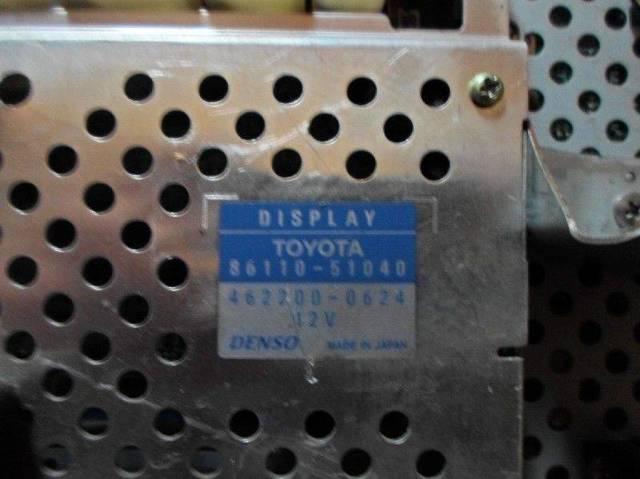 DISPLAY
TOYOTA
86110-51040
462200-0624
12V
DENSO MADE IN JAPAN